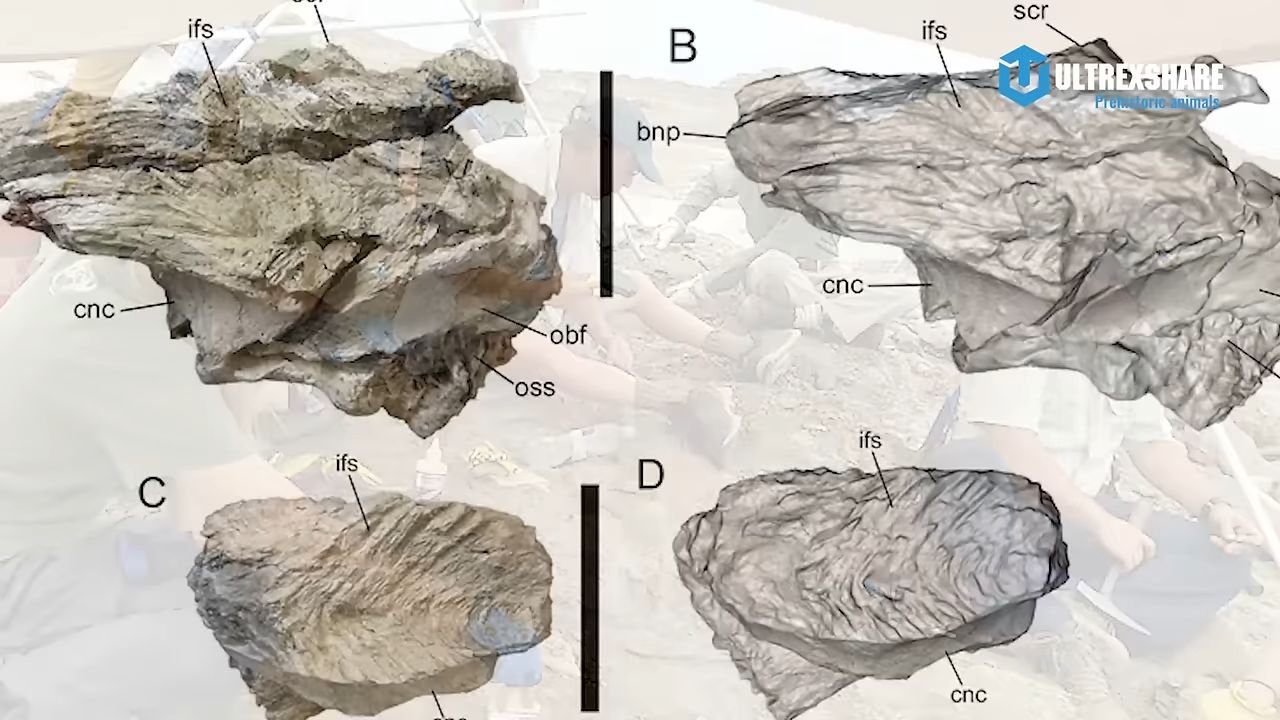 ifs
B
ifs
scr
ULTREXSHARE
Prehistoric animals
bnp
cnc
obf
oss
cnc
C
ifs
D
ifs
cnc